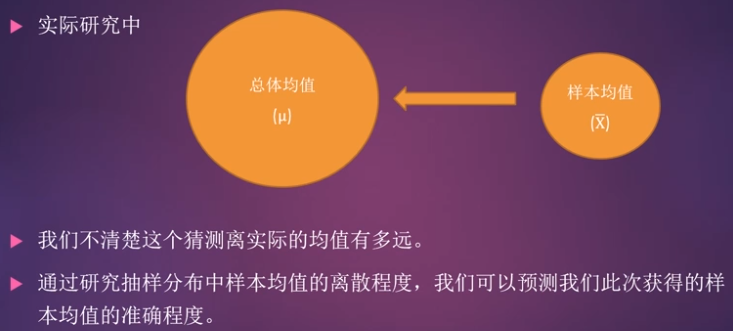 实际研究中
总体均值
(μ)
样本均值
(X̅)
我们不清楚这个猜测离实际的均值有多远。
通过研究抽样分布中样本均值的离散程度，我们可以预测我们此次获得的样
本均值的准确程度。